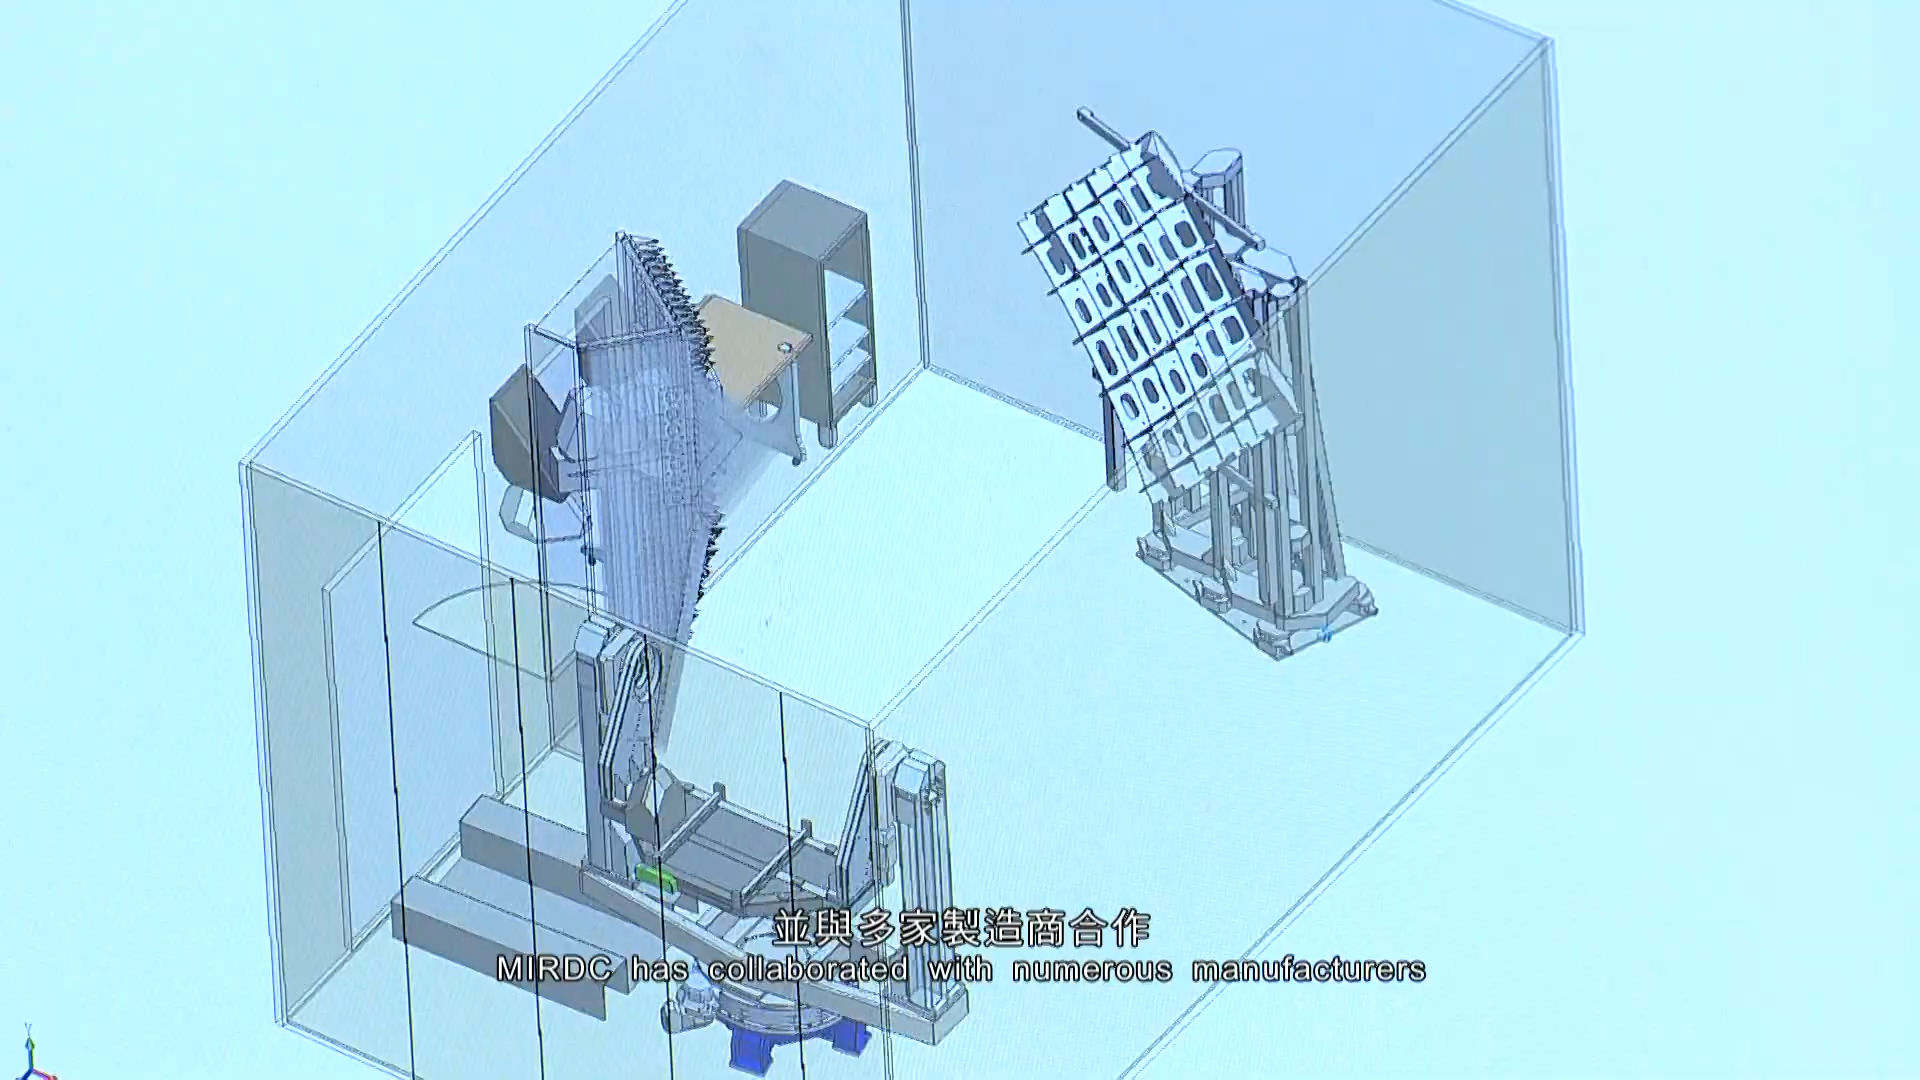 並與多家製造商合作
MIRDC has collaborated with numerous manufacturers